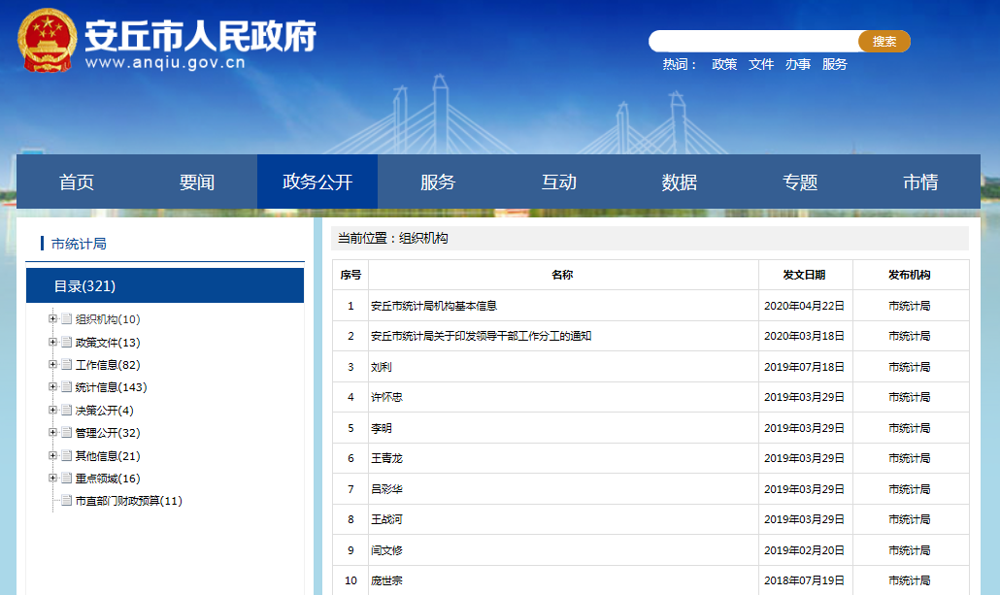 安丘市人民政府
www.anqiu.gov.cn
搜索
热词： 政策 文件 办事 服务
首页 要闻 政务公开 服务 互动 数据 专题 市情
市统计局
目录(321)
组织机构(10)
政策文件(13)
工作信息(82)
统计信息(143)
决策公开(4)
管理公开(32)
其他信息(21)
重点领域(16)
市直部门财政预算(11)
当前位置：组织机构
序号 名称 发文日期 发布机构
1 安丘市统计局机构基本信息 2020年04月22日 市统计局
2 安丘市统计局关于印发领导干部工作分工的通知 2020年03月18日 市统计局
3 刘利 2019年07月18日 市统计局
4 许怀忠 2019年03月29日 市统计局
5 李明 2019年03月29日 市统计局
6 王青龙 2019年03月29日 市统计局
7 吕彩华 2019年03月29日 市统计局
8 王战河 2019年03月29日 市统计局
9 闫文修 2019年02月20日 市统计局
10 庞世宗 2018年07月19日 市统计局